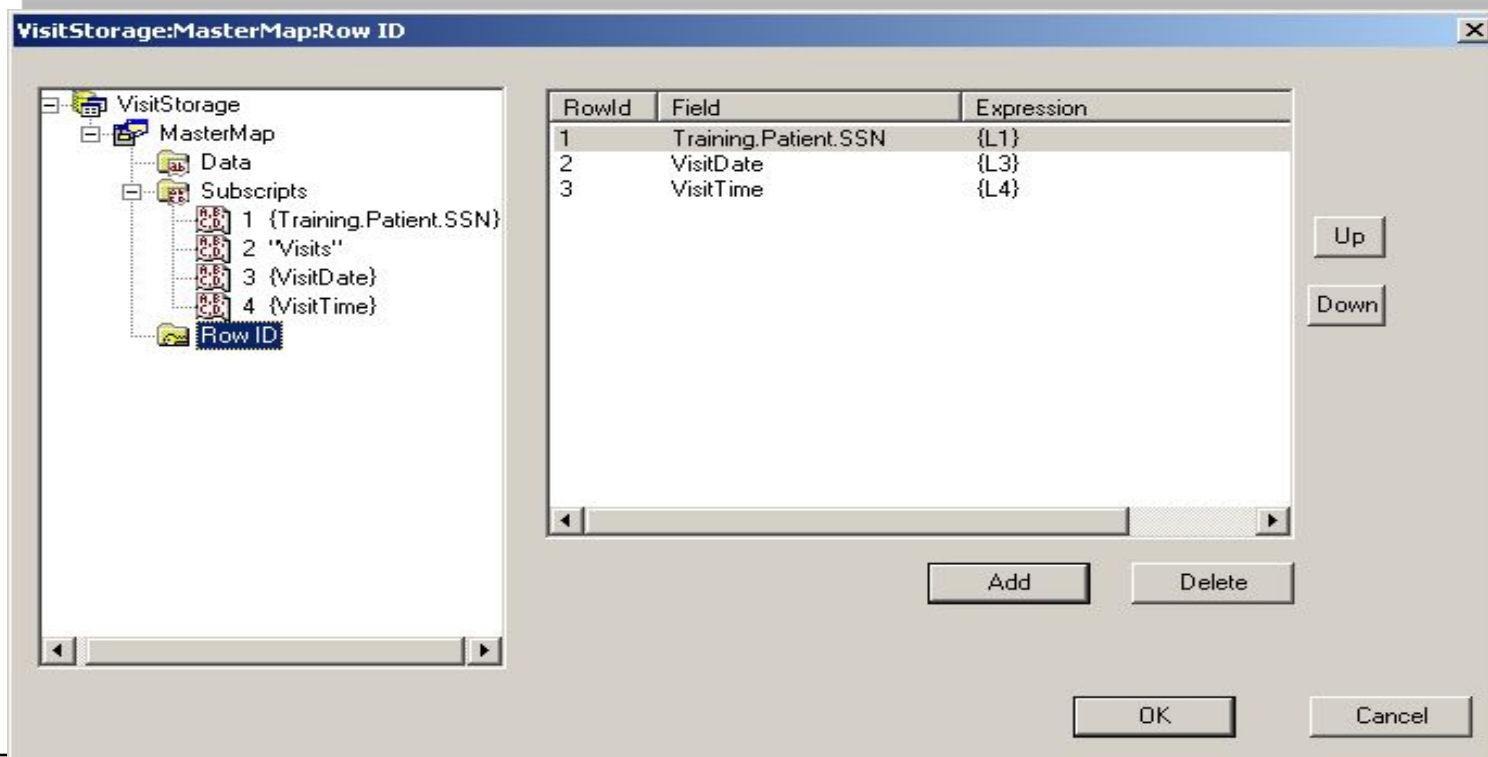 VisitStorage:MasterMap:Row ID
VisitStorage
MasterMap
Data
Subscripts
1 {Training.Patient.SSN}
2 "Visits"
3 {VisitDate}
4 {VisitTime}
Row ID
RowId Field Expression
1 Training.Patient.SSN {L1}
2 VisitDate {L3}
3 VisitTime {L4}
Up
Down
Add Delete
OK Cancel